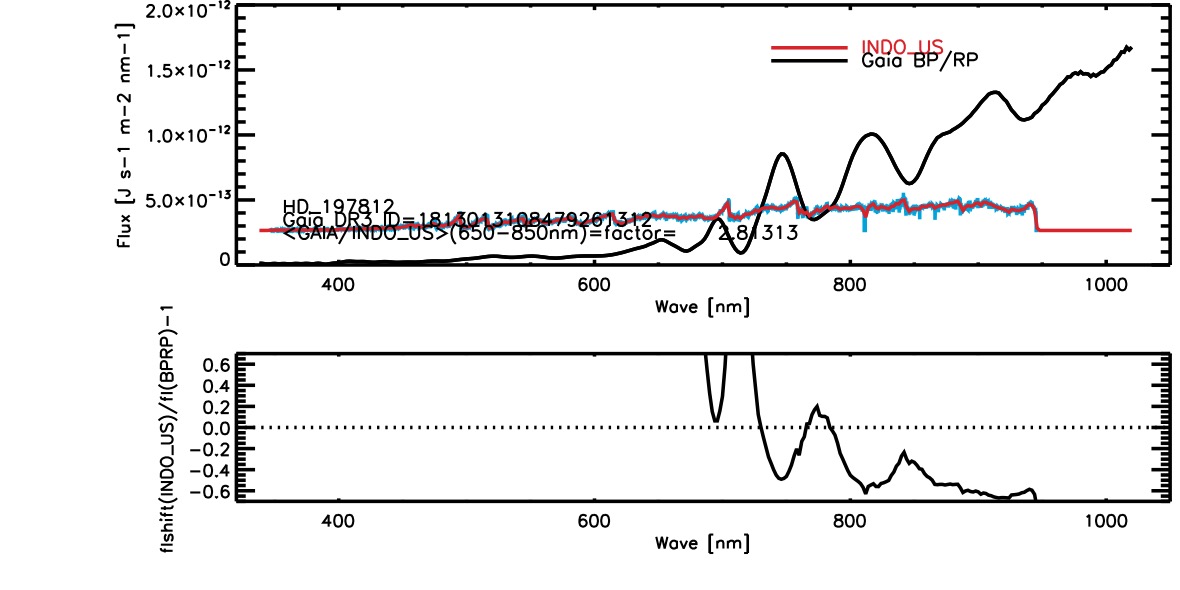 2.0×10−12
1.5×10−12
1.0×10−12
5.0×10−13
0
Flux [J s−1 m−2 nm−1]
INDO_US
Gaia BP/RP
HD_197812
Gaia DR3 ID=1813013108479261312
<GAIA/INDO_US>(650−850nm)=factor= 2.81313
400 600 800 1000
Wave [nm]
flshift(INDO_US)/fl(BPRP)−1
0.6
0.4
0.2
0.0
−0.2
−0.4
−0.6
400 600 800 1000
Wave [nm]